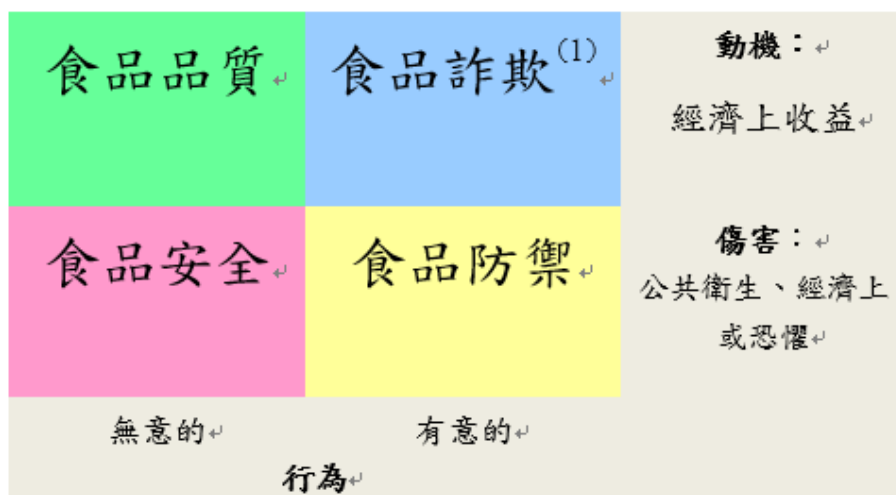 食品品質
食品詐欺(1)
動機：
經濟上收益
食品安全
食品防禦
傷害：
公共衛生、經濟上
或恐懼
無意的
有意的
行為